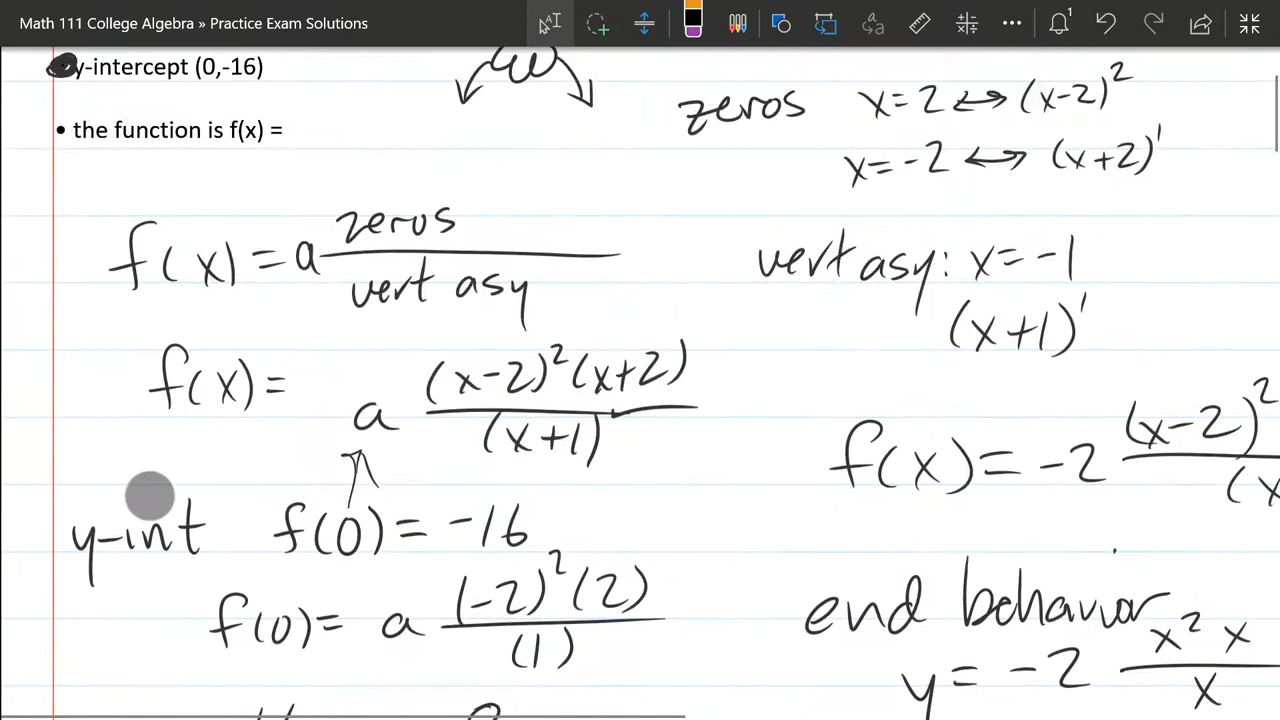 Math 111 College Algebra » Practice Exam Solutions
1
y-intercept (0,-16)
• the function is f(x) =
zeros x=2 ↔ (x-2)²
x=-2 ↔ (x+2)¹
f(x) = a zeros / vert asy
vert asy: x=-1
(x+1)¹
f(x) = a (x-2)²(x+2) / (x+1)
f(x) = -2 (x-2)² / (x
y-int f(0) = -16
f(0) = a (-2)²(2) / (1)
end behavior
y = -2 x² x / x